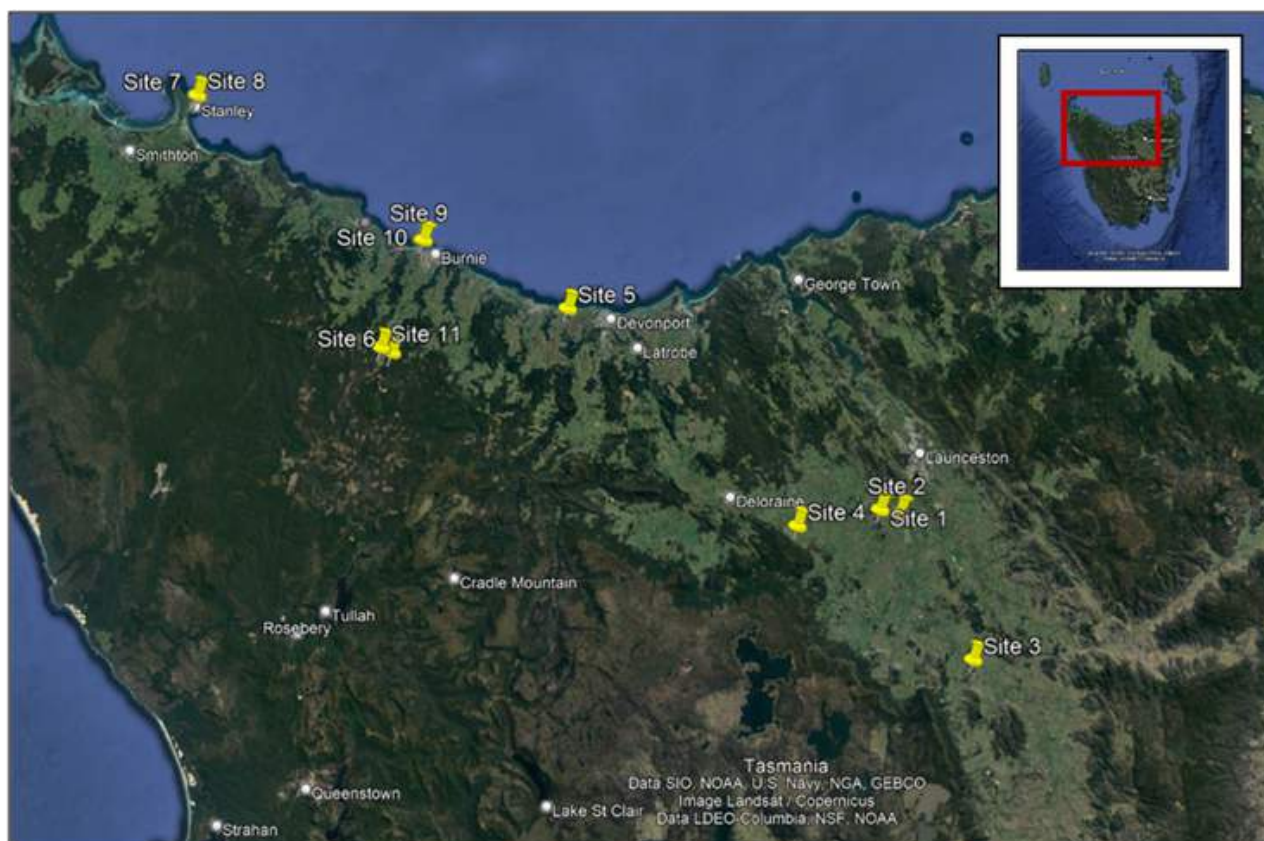 Site 7
Site 8
Stanley
Smithton
Site 9
Site 10
Burnie
George Town
Site 5
Devonport
Site 6
Site 11
Latrobe
Launceston
Site 2
Deloraine
Site 4
Site 1
Cradle Mountain
Tullah
Rosebery
Site 3
Tasmania
Data SIO, NOAA, U.S. Navy, NGA, GEBCO
Image Landsat / Copernicus
Data LDEO-Columbia, NSF, NOAA
Queenstown
Lake St Clair
Strahan